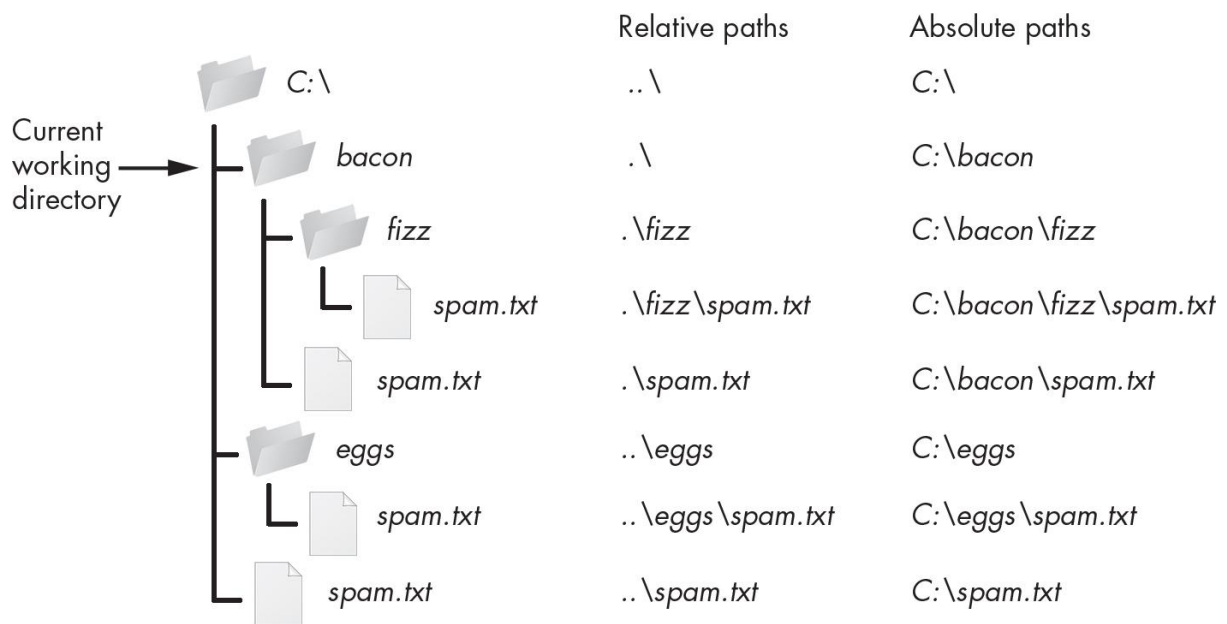 Relative paths Absolute paths
C:\ ..\ C:\
Current
working
directory
bacon .\ C:\bacon
fizz .\fizz C:\bacon\fizz
spam.txt .\fizz\spam.txt C:\bacon\fizz\spam.txt
spam.txt .\spam.txt C:\bacon\spam.txt
eggs ..\eggs C:\eggs
spam.txt ..\eggs\spam.txt C:\eggs\spam.txt
spam.txt ..\spam.txt C:\spam.txt